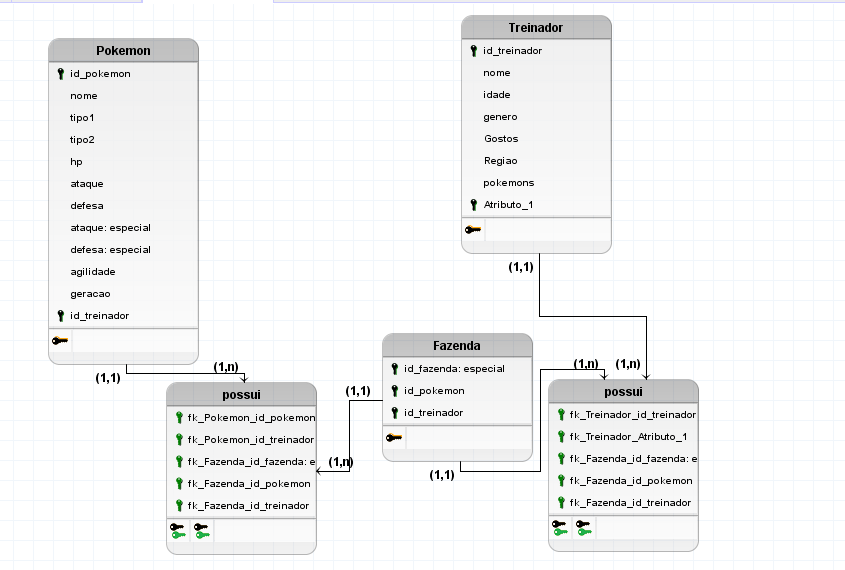 Pokemon
id_pokemon
nome
tipo1
tipo2
hp
ataque
defesa
ataque: especial
defesa: especial
agilidade
geracao
id_treinador
(1,1)
(1,n)
Treinador
id_treinador
nome
idade
genero
Gostos
Regiao
pokemons
Atributo_1
(1,1)
Fazenda
id_fazenda: especial
id_pokemon
id_treinador
(1,1)
(1,n)
(1,1)
(1,n)
(1,n)
possui
fk_Pokemon_id_pokemon
fk_Pokemon_id_treinador
fk_Fazenda_id_fazenda: e
fk_Fazenda_id_pokemon
fk_Fazenda_id_treinador
possui
fk_Treinador_id_treinador
fk_Treinador_Atributo_1
fk_Fazenda_id_fazenda: e
fk_Fazenda_id_pokemon
fk_Fazenda_id_treinador